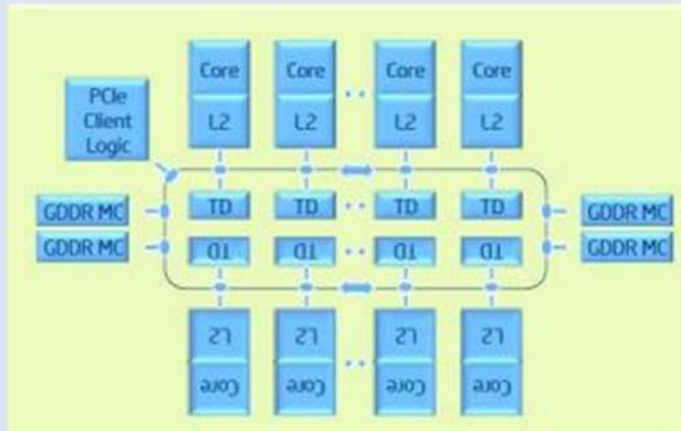 Core Core Core Core
PCIe
Client
Logic
L2 L2 L2 L2
TD TD TD TD
GDDR MC GDDR MC
GDDR MC GDDR MC
TD TD TD TD
L2 L2 L2 L2
Core Core Core Core